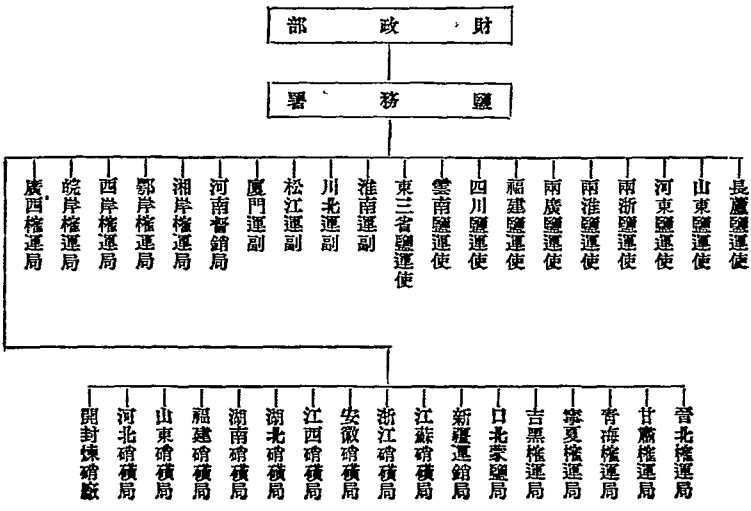 財政部
鹽務署
長蘆鹽運使
山東鹽運使
河東鹽運使
兩浙鹽運使
兩淮鹽運使
兩廣鹽運使
福建鹽運使
四川鹽運使
雲南鹽運使
東三省鹽運使
淮南運副
川北運副
松江運副
廈門運副
河南督銷局
湘岸榷運局
鄂岸榷運局
西岸榷運局
皖岸榷運局
廣西榷運局
晉北榷運局
甘肅榷運局
青海榷運局
寧夏榷運局
吉黑榷運局
口北蒙鹽局
新疆運銷局
江蘇硝磺局
浙江硝磺局
安徽硝磺局
江西硝磺局
湖北硝磺局
湖南硝磺局
福建硝磺局
山東硝磺局
河北硝磺局
開封煉硝廠